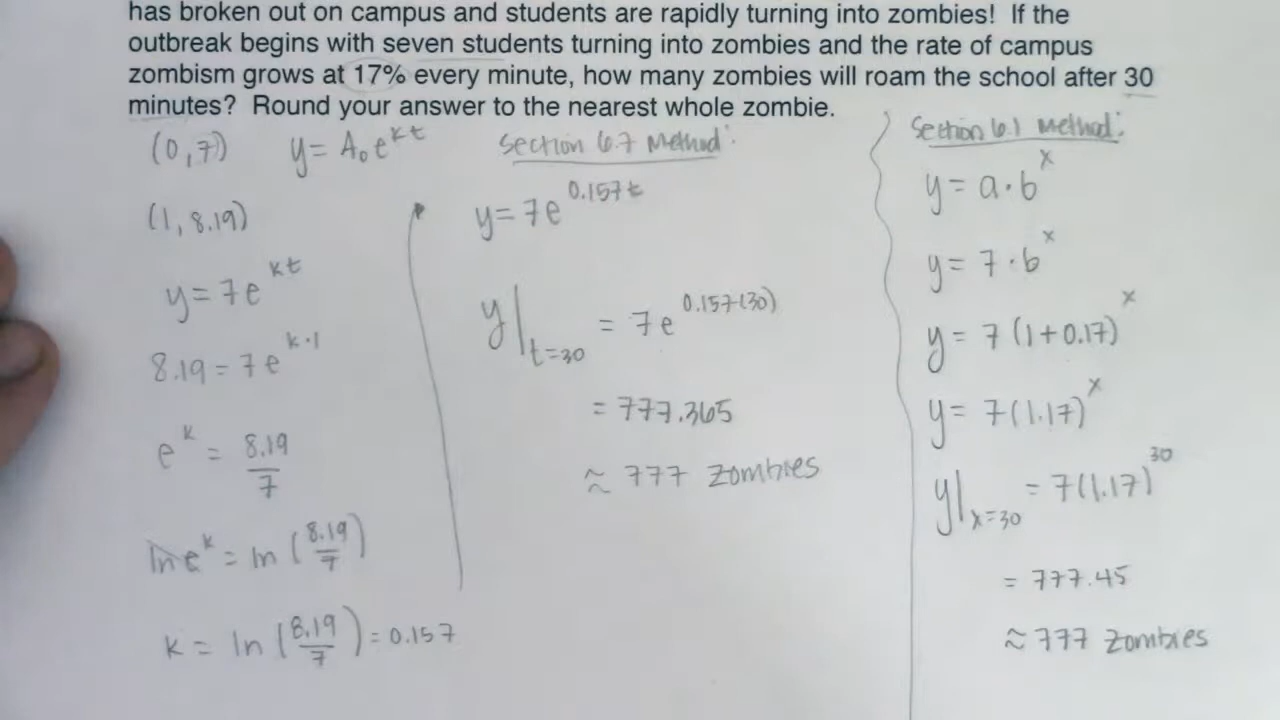 has broken out on campus and students are rapidly turning into zombies! If the
outbreak begins with seven students turning into zombies and the rate of campus
zombism grows at 17% every minute, how many zombies will roam the school after 30
minutes? Round your answer to the nearest whole zombie.
(0,7) y = A₀e^kt
(1, 8.19)
y = 7e^kt
8.19 = 7e^k·1
e^k = 8.19/7
ln e^k = ln (8.19/7)
k = ln (8.19/7) = 0.157
Section 6.7 Method:
y = 7e^0.157t
y|t=30 = 7e^0.157(30)
= 777.365
≈ 777 zombies
Section 6.1 Method:
y = a·b^x
y = 7·b^x
y = 7(1+0.17)^x
y = 7(1.17)^x
y|x=30 = 7(1.17)^30
= 777.45
≈ 777 zombies